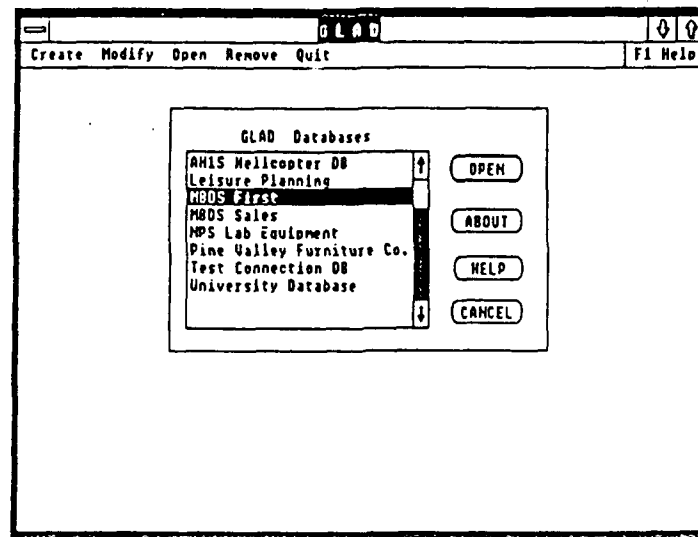 GLAD
Create Modify Open Remove Quit F1 Help
GLAD Databases
AH1S Helicopter DB
Leisure Planning
MBDS First
MBDS Sales
NPS Lab Equipment
Pine Valley Furniture Co.
Test Connection DB
University Database
OPEN
ABOUT
HELP
CANCEL